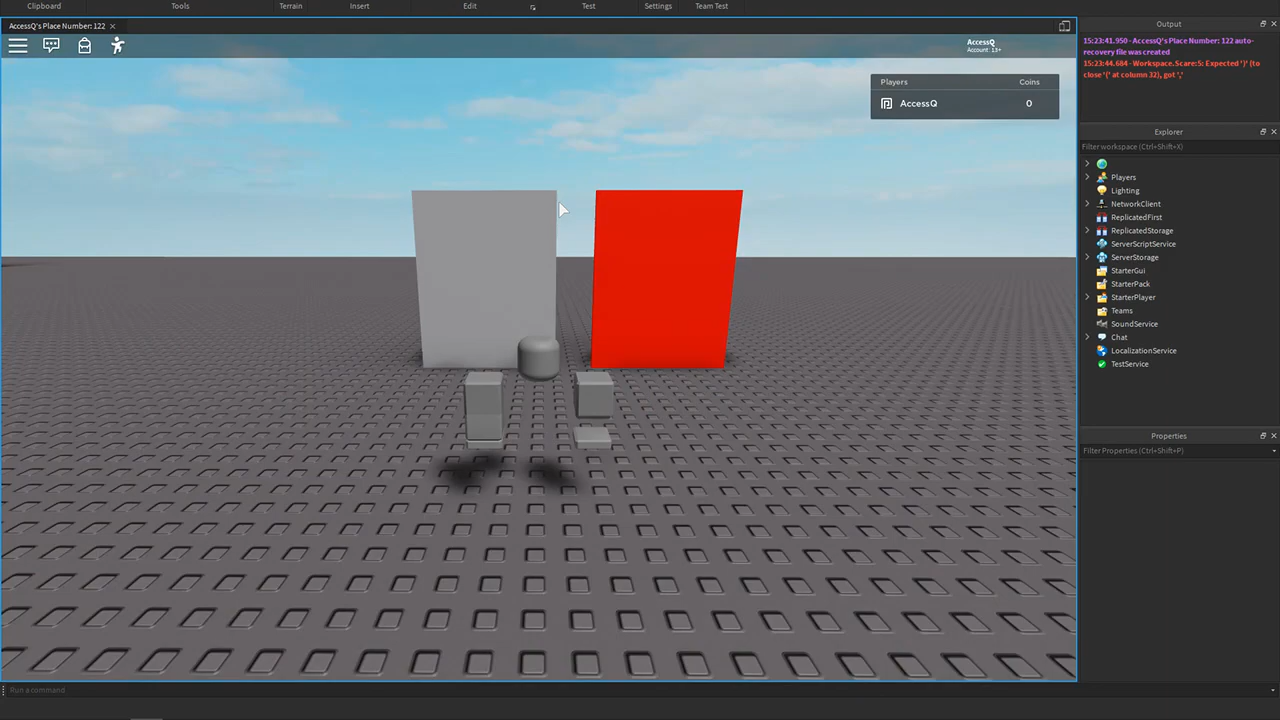 Clipboard
Tools
Terrain
Insert
Edit
Test
Settings
Team Test
AccessQ's Place Number: 122
AccessQ
Account: 13+
Players Coins
AccessQ 0
Output
15:23:41.950 - AccessQ's Place Number: 122 auto-
recovery file was created
15:23:44.684 - Workspace.Scare:5: Expected ')' (to
close '(' at column 32), got ','
Explorer
Filter workspace (Ctrl+Shift+X)
Players
Lighting
NetworkClient
ReplicatedFirst
ReplicatedStorage
ServerScriptService
ServerStorage
StarterGui
StarterPack
StarterPlayer
Teams
SoundService
Chat
LocalizationService
TestService
Properties
Filter Properties (Ctrl+Shift+P)
Run a command